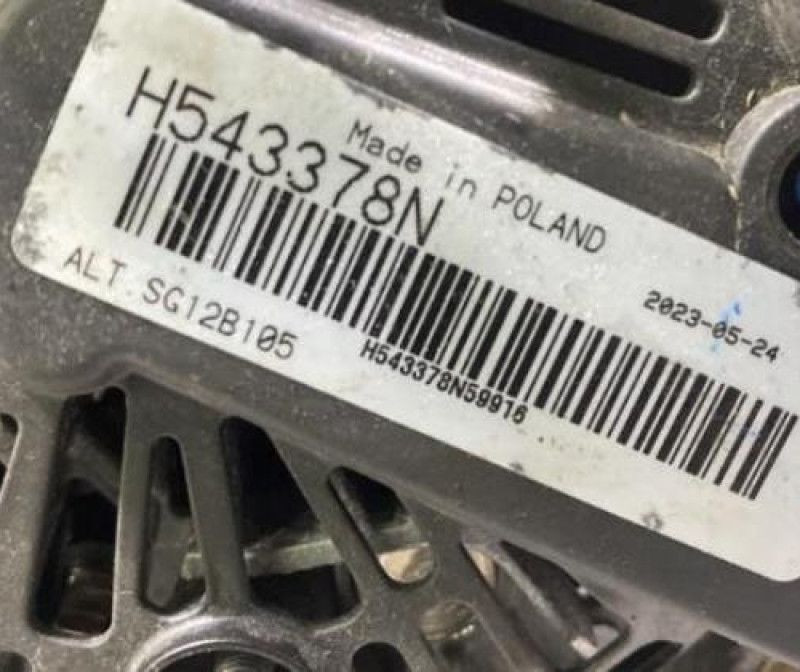 Made in POLAND
H543378N
2023-05-24
ALT. SG12B105
H543378N59916